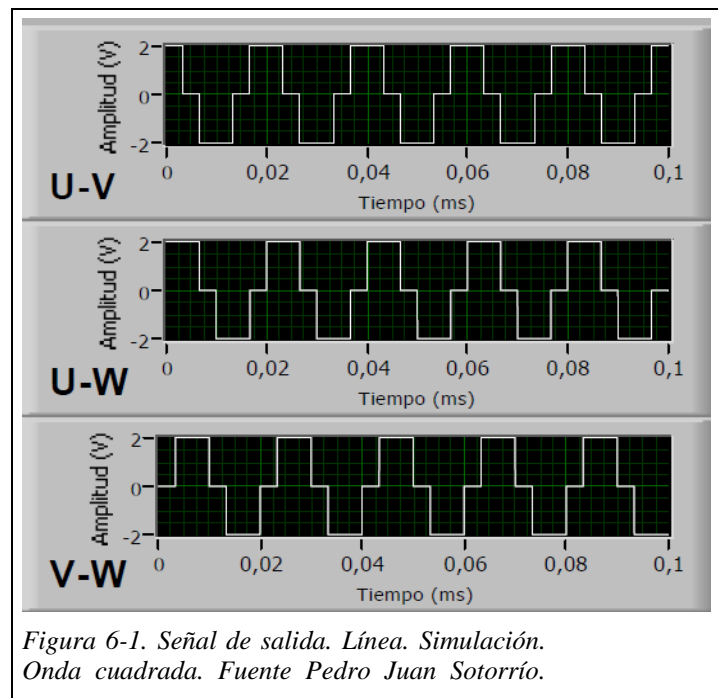 Amplitud (V)
2
0
-2
0 0,02 0,04 0,06 0,08 0,1
Tiempo (ms)
U-V
Amplitud (V)
2
0
-2
0 0,02 0,04 0,06 0,08 0,1
Tiempo (ms)
U-W
Amplitud (V)
2
0
-2
0 0,02 0,04 0,06 0,08 0,1
Tiempo (ms)
V-W
Figura 6-1. Señal de salida. Línea. Simulación.
Onda cuadrada. Fuente Pedro Juan Sotorrío.